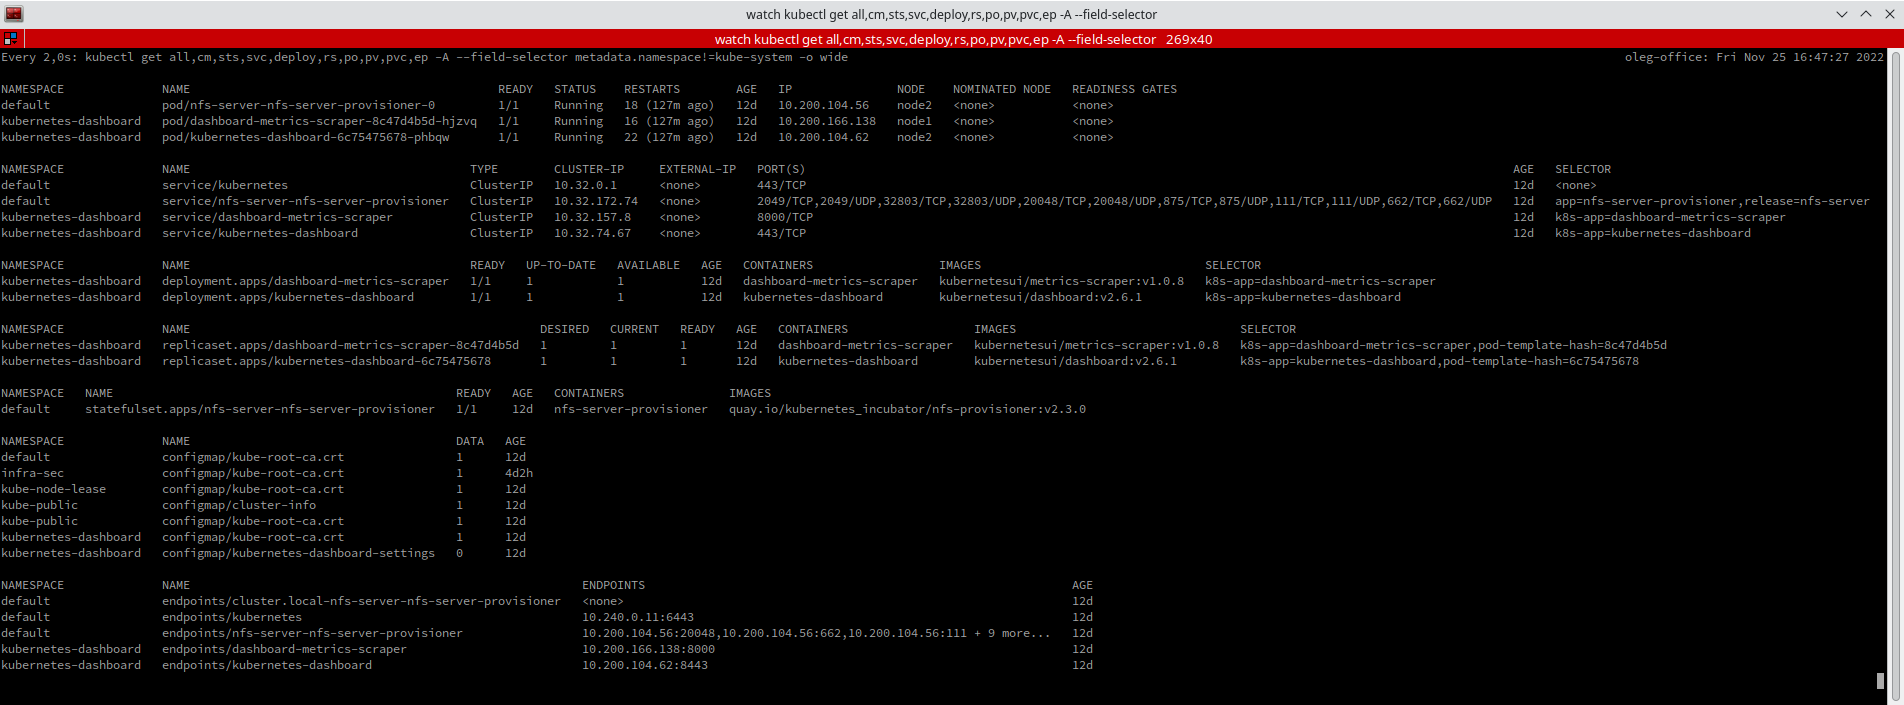 watch kubectl get all,cm,sts,svc,deploy,rs,po,pv,pvc,ep -A --field-selector
watch kubectl get all,cm,sts,svc,deploy,rs,po,pv,pvc,ep -A --field-selector 269x40
Every 2,0s: kubectl get all,cm,sts,svc,deploy,rs,po,pv,pvc,ep -A --field-selector metadata.namespace!=kube-system -o wide oleg-office: Fri Nov 25 16:47:27 2022
NAMESPACE NAME READY STATUS RESTARTS AGE IP NODE NOMINATED NODE READINESS GATES
default pod/nfs-server-nfs-server-provisioner-0 1/1 Running 18 (127m ago) 12d 10.200.104.56 node2 <none> <none>
kubernetes-dashboard pod/dashboard-metrics-scraper-8c47d4b5d-hjzvq 1/1 Running 16 (127m ago) 12d 10.200.166.138 node1 <none> <none>
kubernetes-dashboard pod/kubernetes-dashboard-6c75475678-phbqw 1/1 Running 22 (127m ago) 12d 10.200.104.62 node2 <none> <none>
NAMESPACE NAME TYPE CLUSTER-IP EXTERNAL-IP PORT(S) AGE SELECTOR
default service/kubernetes ClusterIP 10.32.0.1 <none> 443/TCP 12d <none>
default service/nfs-server-nfs-server-provisioner ClusterIP 10.32.172.74 <none> 2049/TCP,2049/UDP,32803/TCP,32803/UDP,20048/TCP,20048/UDP,875/TCP,875/UDP,111/TCP,111/UDP,662/TCP,662/UDP 12d app=nfs-server-provisioner,release=nfs-server
kubernetes-dashboard service/dashboard-metrics-scraper ClusterIP 10.32.157.8 <none> 8000/TCP 12d k8s-app=dashboard-metrics-scraper
kubernetes-dashboard service/kubernetes-dashboard ClusterIP 10.32.74.67 <none> 443/TCP 12d k8s-app=kubernetes-dashboard
NAMESPACE NAME READY UP-TO-DATE AVAILABLE AGE CONTAINERS IMAGES SELECTOR
kubernetes-dashboard deployment.apps/dashboard-metrics-scraper 1/1 1 1 12d dashboard-metrics-scraper kubernetesui/metrics-scraper:v1.0.8 k8s-app=dashboard-metrics-scraper
kubernetes-dashboard deployment.apps/kubernetes-dashboard 1/1 1 1 12d kubernetes-dashboard kubernetesui/dashboard:v2.6.1 k8s-app=kubernetes-dashboard
NAMESPACE NAME DESIRED CURRENT READY AGE CONTAINERS IMAGES SELECTOR
kubernetes-dashboard replicaset.apps/dashboard-metrics-scraper-8c47d4b5d 1 1 1 12d dashboard-metrics-scraper kubernetesui/metrics-scraper:v1.0.8 k8s-app=dashboard-metrics-scraper,pod-template-hash=8c47d4b5d
kubernetes-dashboard replicaset.apps/kubernetes-dashboard-6c75475678 1 1 1 12d kubernetes-dashboard kubernetesui/dashboard:v2.6.1 k8s-app=kubernetes-dashboard,pod-template-hash=6c75475678
NAMESPACE NAME READY AGE CONTAINERS IMAGES
default statefulset.apps/nfs-server-nfs-server-provisioner 1/1 12d nfs-server-provisioner quay.io/kubernetes_incubator/nfs-provisioner:v2.3.0
NAMESPACE NAME DATA AGE
default configmap/kube-root-ca.crt 1 12d
infra-sec configmap/kube-root-ca.crt 1 4d2h
kube-node-lease configmap/kube-root-ca.crt 1 12d
kube-public configmap/cluster-info 1 12d
kube-public configmap/kube-root-ca.crt 1 12d
kubernetes-dashboard configmap/kube-root-ca.crt 1 12d
kubernetes-dashboard configmap/kubernetes-dashboard-settings 0 12d
NAMESPACE NAME ENDPOINTS AGE
default endpoints/cluster.local-nfs-server-nfs-server-provisioner <none> 12d
default endpoints/kubernetes 10.240.0.11:6443 12d
default endpoints/nfs-server-nfs-server-provisioner 10.200.104.56:20048,10.200.104.56:662,10.200.104.56:111 + 9 more... 12d
kubernetes-dashboard endpoints/dashboard-metrics-scraper 10.200.166.138:8000 12d
kubernetes-dashboard endpoints/kubernetes-dashboard 10.200.104.62:8443 12d